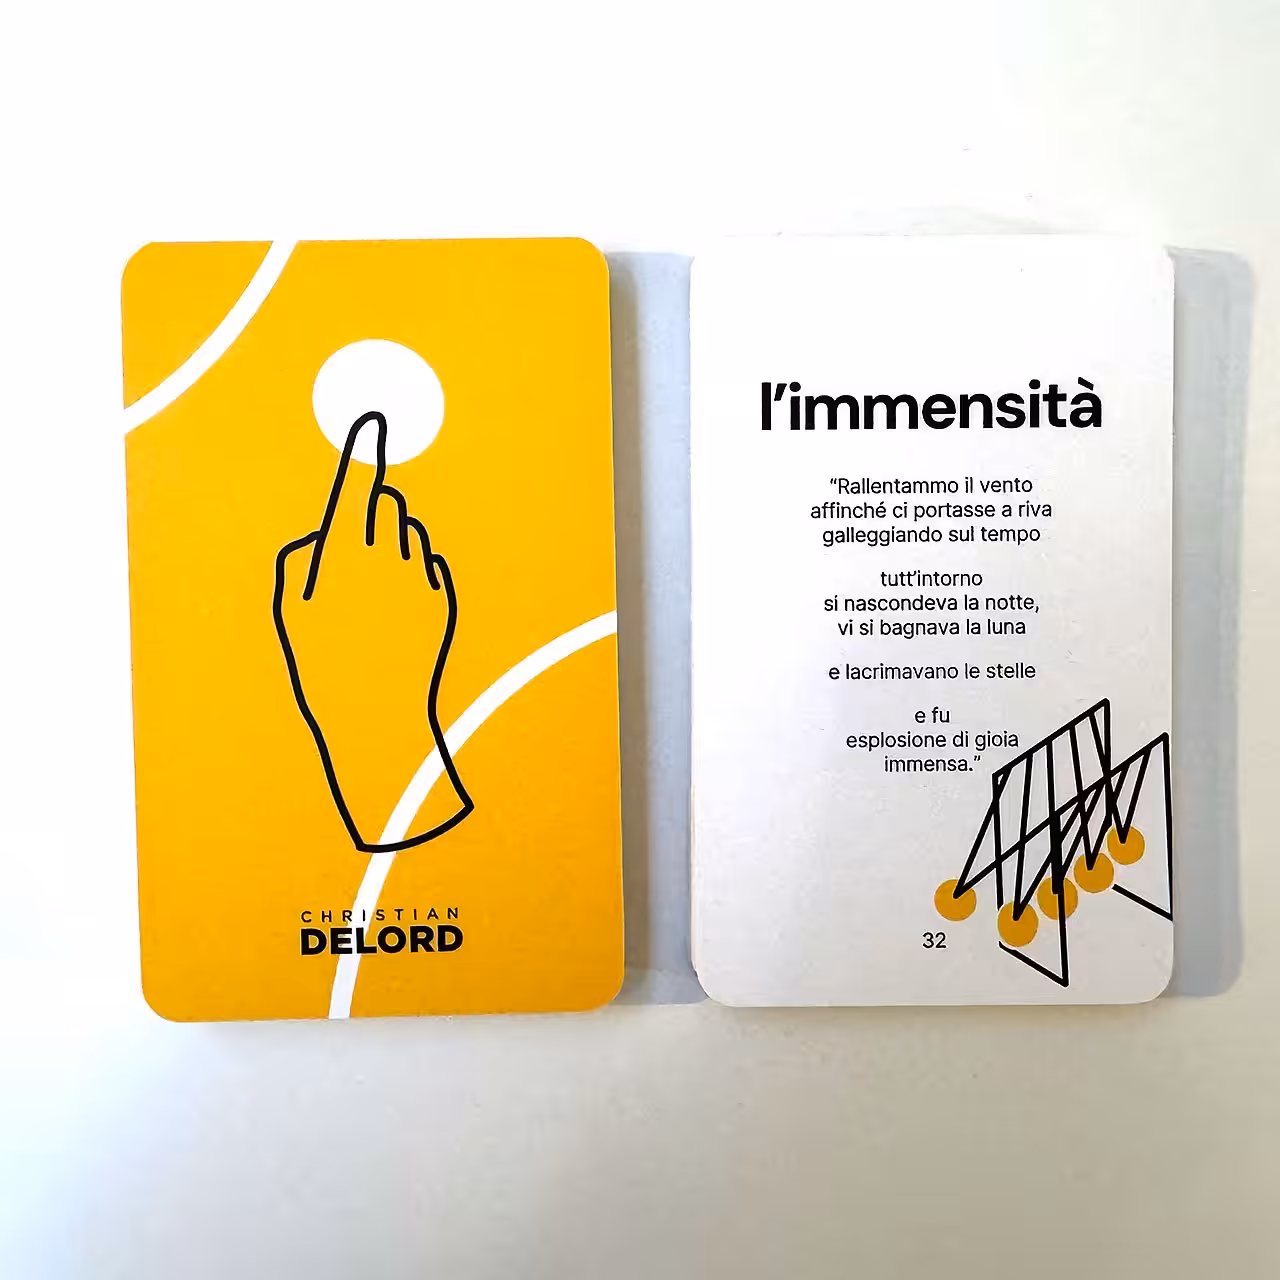 CHRISTIAN
DELORD
l'immensità
“Rallentammo il vento
affinché ci portasse a riva
galleggiando sul tempo
tutt'intorno
si nascondeva la notte,
vi si bagnava la luna
e lacrimavano le stelle
e fu
esplosione di gioia
immensa.”
32